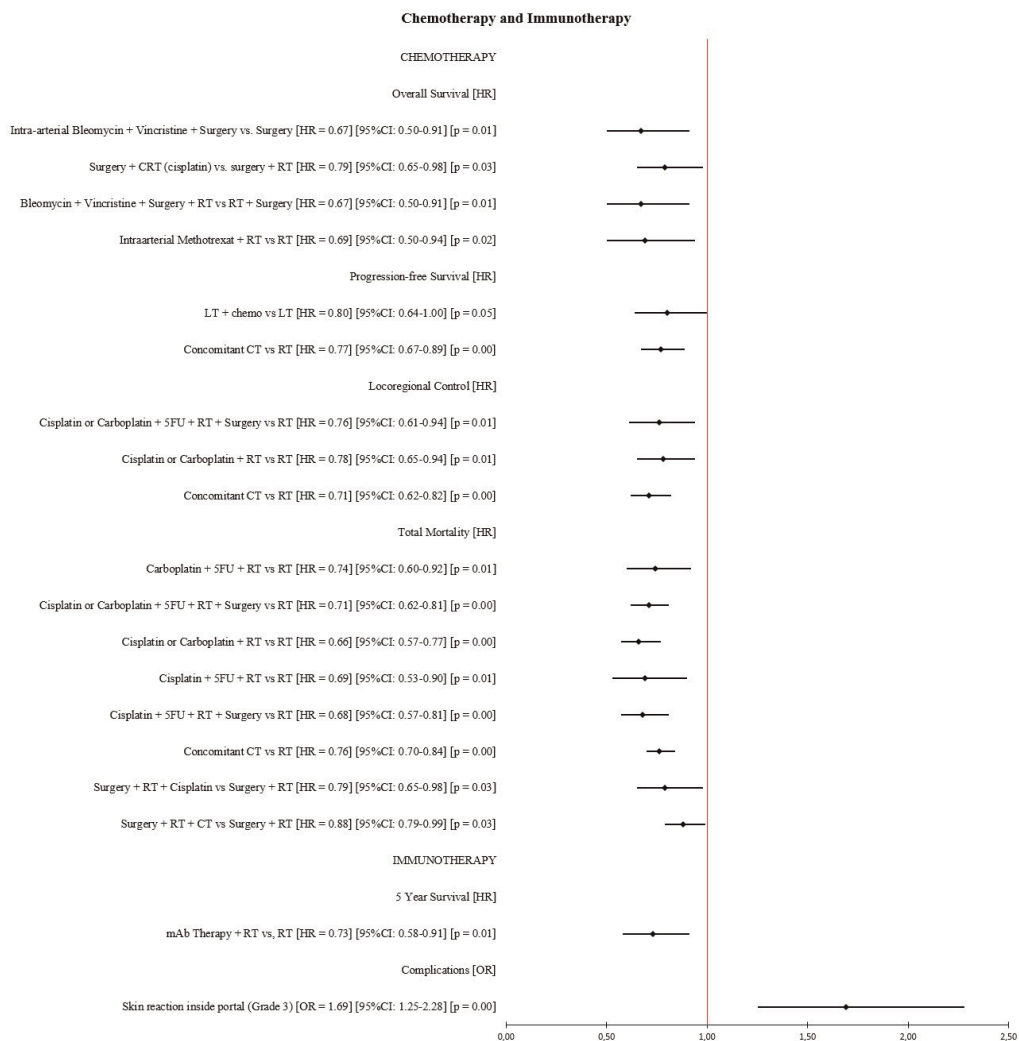 Chemotherapy and Immunotherapy
CHEMOTHERAPY
Overall Survival [HR]
Intra-arterial Bleomycin + Vincristine + Surgery vs. Surgery [HR = 0.67] [95%CI: 0.50-0.91] [p = 0.01]
Surgery + CRT (cisplatin) vs. surgery + RT [HR = 0.79] [95%CI: 0.65-0.98] [p = 0.03]
Bleomycin + Vincristine + Surgery + RT vs RT + Surgery [HR = 0.67] [95%CI: 0.50-0.91] [p = 0.01]
Intraarterial Methotrexat + RT vs RT [HR = 0.69] [95%CI: 0.50-0.94] [p = 0.02]
Progression-free Survival [HR]
LT + chemo vs LT [HR = 0.80] [95%CI: 0.64-1.00] [p = 0.05]
Concomitant CT vs RT [HR = 0.77] [95%CI: 0.67-0.89] [p = 0.00]
Locoregional Control [HR]
Cisplatin or Carboplatin + 5FU + RT + Surgery vs RT [HR = 0.76] [95%CI: 0.61-0.94] [p = 0.01]
Cisplatin or Carboplatin + RT vs RT [HR = 0.78] [95%CI: 0.65-0.94] [p = 0.01]
Concomitant CT vs RT [HR = 0.71] [95%CI: 0.62-0.82] [p = 0.00]
Total Mortality [HR]
Carboplatin + 5FU + RT vs RT [HR = 0.74] [95%CI: 0.60-0.92] [p = 0.01]
Cisplatin or Carboplatin + 5FU + RT + Surgery vs RT [HR = 0.71] [95%CI: 0.62-0.81] [p = 0.00]
Cisplatin or Carboplatin + RT vs RT [HR = 0.66] [95%CI: 0.57-0.77] [p = 0.00]
Cisplatin + 5FU + RT vs RT [HR = 0.69] [95%CI: 0.53-0.90] [p = 0.01]
Cisplatin + 5FU + RT + Surgery vs RT [HR = 0.68] [95%CI: 0.57-0.81] [p = 0.00]
Concomitant CT vs RT [HR = 0.76] [95%CI: 0.70-0.84] [p = 0.00]
Surgery + RT + Cisplatin vs Surgery + RT [HR = 0.79] [95%CI: 0.65-0.98] [p = 0.03]
Surgery + RT + CT vs Surgery + RT [HR = 0.88] [95%CI: 0.79-0.99] [p = 0.03]
IMMUNOTHERAPY
5 Year Survival [HR]
mAb Therapy + RT vs, RT [HR = 0.73] [95%CI: 0.58-0.91] [p = 0.01]
Complications [OR]
Skin reaction inside portal (Grade 3) [OR = 1.69] [95%CI: 1.25-2.28] [p = 0.00]
0,00 0,50 1,00 1,50 2,00 2,50